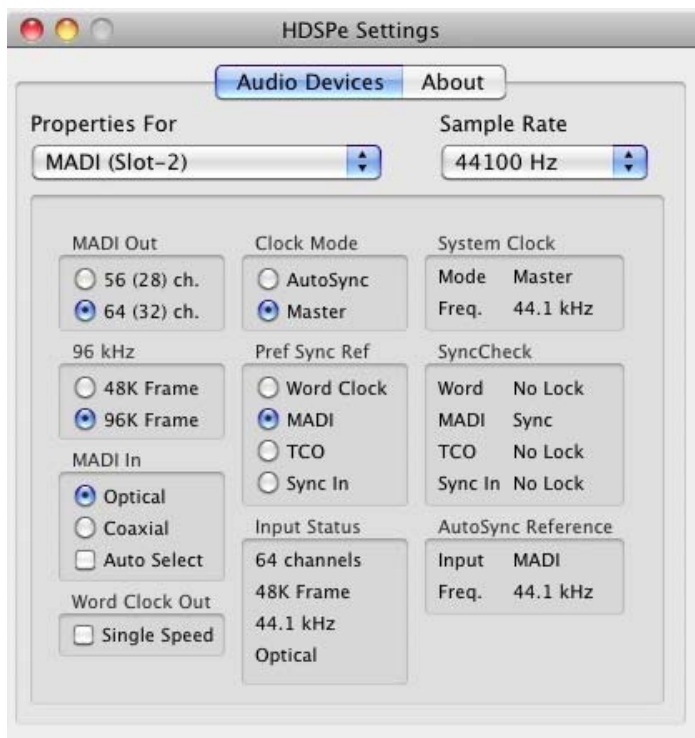 HDSPe Settings
Audio Devices
About
Properties For
Sample Rate
MADI (Slot-2)
44100 Hz
MADI Out
56 (28) ch.
64 (32) ch.
96 kHz
48K Frame
96K Frame
MADI In
Optical
Coaxial
Auto Select
Word Clock Out
Single Speed
Clock Mode
AutoSync
Master
Pref Sync Ref
Word Clock
MADI
TCO
Sync In
Input Status
64 channels
48K Frame
44.1 kHz
Optical
System Clock
Mode Master
Freq. 44.1 kHz
SyncCheck
Word No Lock
MADI Sync
TCO No Lock
Sync In No Lock
AutoSync Reference
Input MADI
Freq. 44.1 kHz